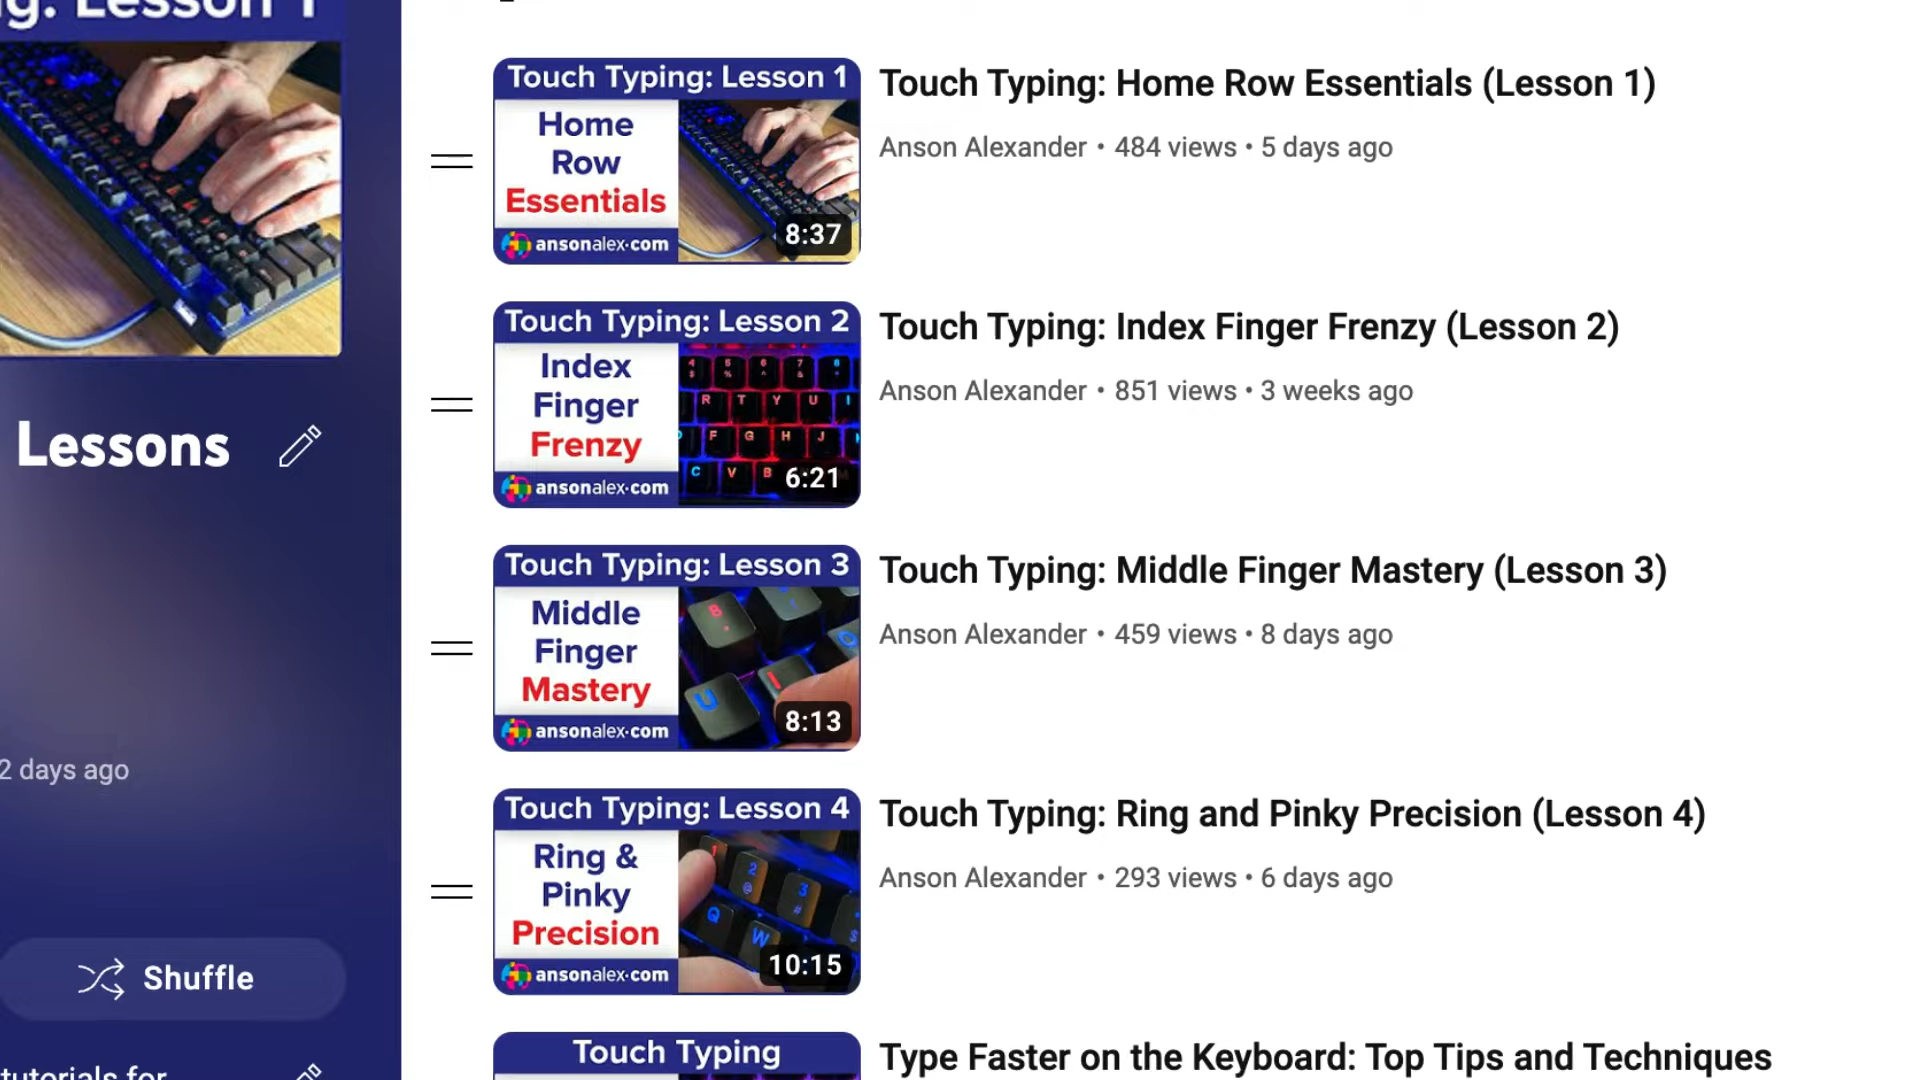 g: Lesson 1
Lessons
2 days ago
Shuffle
tutorials for
Touch Typing: Lesson 1
Home
Row
Essentials
ansonalex.com
8:37
Touch Typing: Home Row Essentials (Lesson 1)
Anson Alexander • 484 views • 5 days ago
Touch Typing: Lesson 2
Index
Finger
Frenzy
ansonalex.com
6:21
Touch Typing: Index Finger Frenzy (Lesson 2)
Anson Alexander • 851 views • 3 weeks ago
Touch Typing: Lesson 3
Middle
Finger
Mastery
ansonalex.com
8:13
Touch Typing: Middle Finger Mastery (Lesson 3)
Anson Alexander • 459 views • 8 days ago
Touch Typing: Lesson 4
Ring &
Pinky
Precision
ansonalex.com
10:15
Touch Typing: Ring and Pinky Precision (Lesson 4)
Anson Alexander • 293 views • 6 days ago
Touch Typing
Type Faster on the Keyboard: Top Tips and Techniques